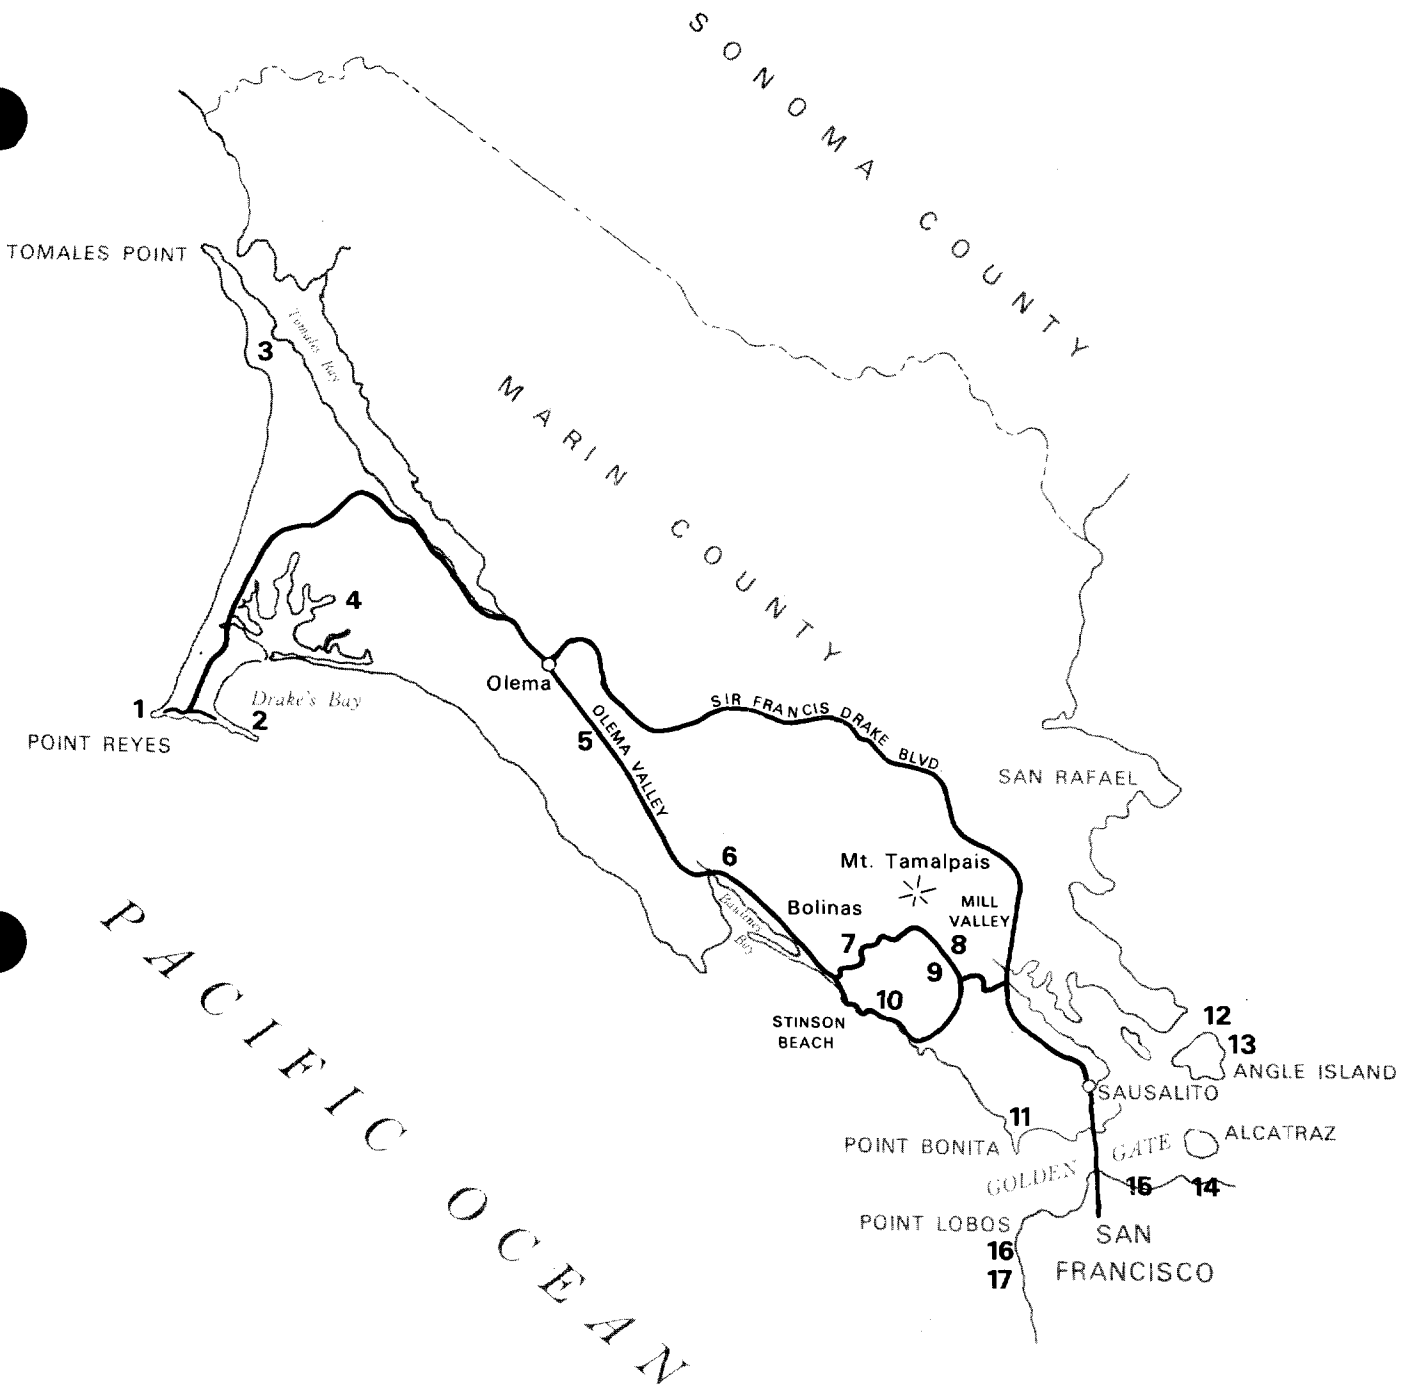 SONOMA COUNTY
TOMALES POINT
3
Tomales Bay
MARIN COUNTY
4
Olema
1
2
Drake's Bay
POINT REYES
SIR FRANCIS DRAKE BLVD.
5
OLEMA VALLEY
SAN RAFAEL
6
Mt. Tamalpais
Bolinas
MILL
VALLEY
Bay
7
8
9
10
STINSON
BEACH
12
13
ANGLE ISLAND
SAUSALITO
11
POINT BONITA
ALCATRAZ
GOLDEN GATE
15
14
POINT LOBOS
16
17
SAN
FRANCISCO
PACIFIC OCEAN